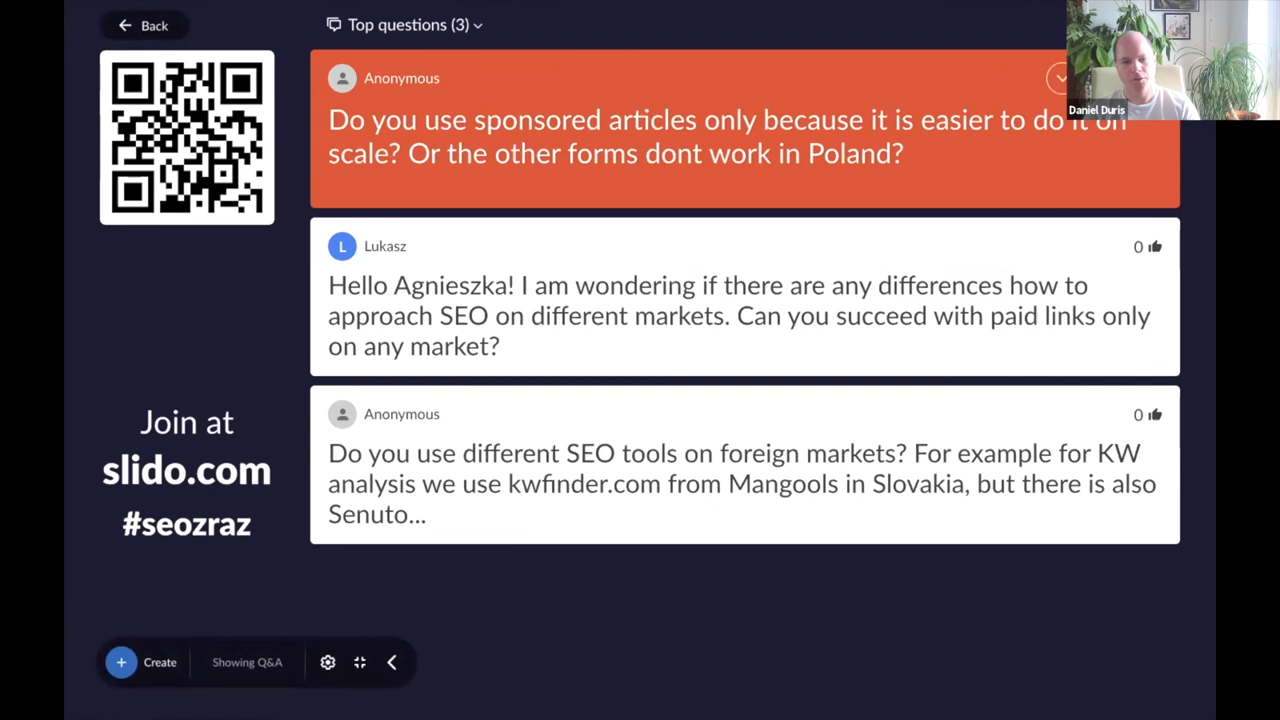 Back
Top questions (3)
Anonymous
Daniel Duris
Do you use sponsored articles only because it is easier to do it on
scale? Or the other forms dont work in Poland?
L
Lukasz
0
Hello Agnieszka! I am wondering if there are any differences how to
approach SEO on different markets. Can you succeed with paid links only
on any market?
Anonymous
0
Do you use different SEO tools on foreign markets? For example for KW
analysis we use kwfinder.com from Mangools in Slovakia, but there is also
Senuto...
Join at
slido.com
#seozraz
Create
Showing Q&A